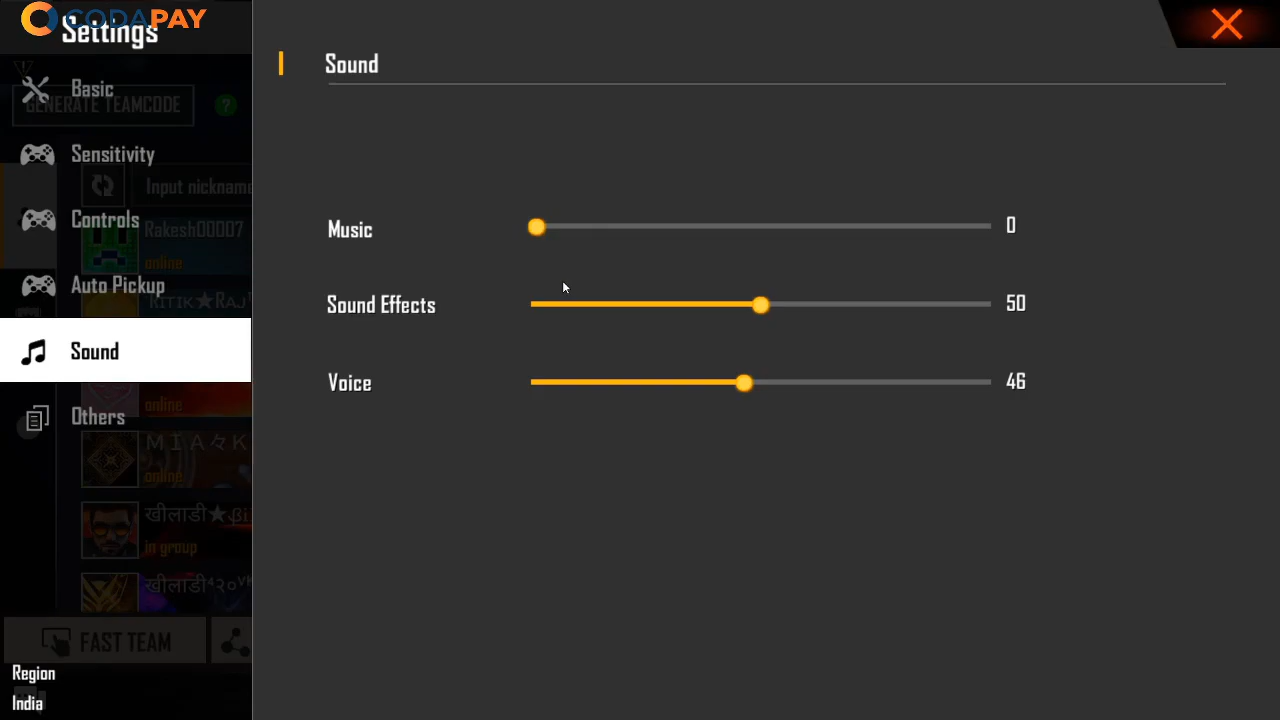 CODAPAY
Settings
Basic
GENERATE TEAMCODE ?
Sensitivity
Input nickname
Controls
Rakesh00007
online
Auto Pickup
Sound
online
Others
online
खीलाडी★
in group
FAST TEAM
Region
India
Sound
Music 0
Sound Effects 50
Voice 46